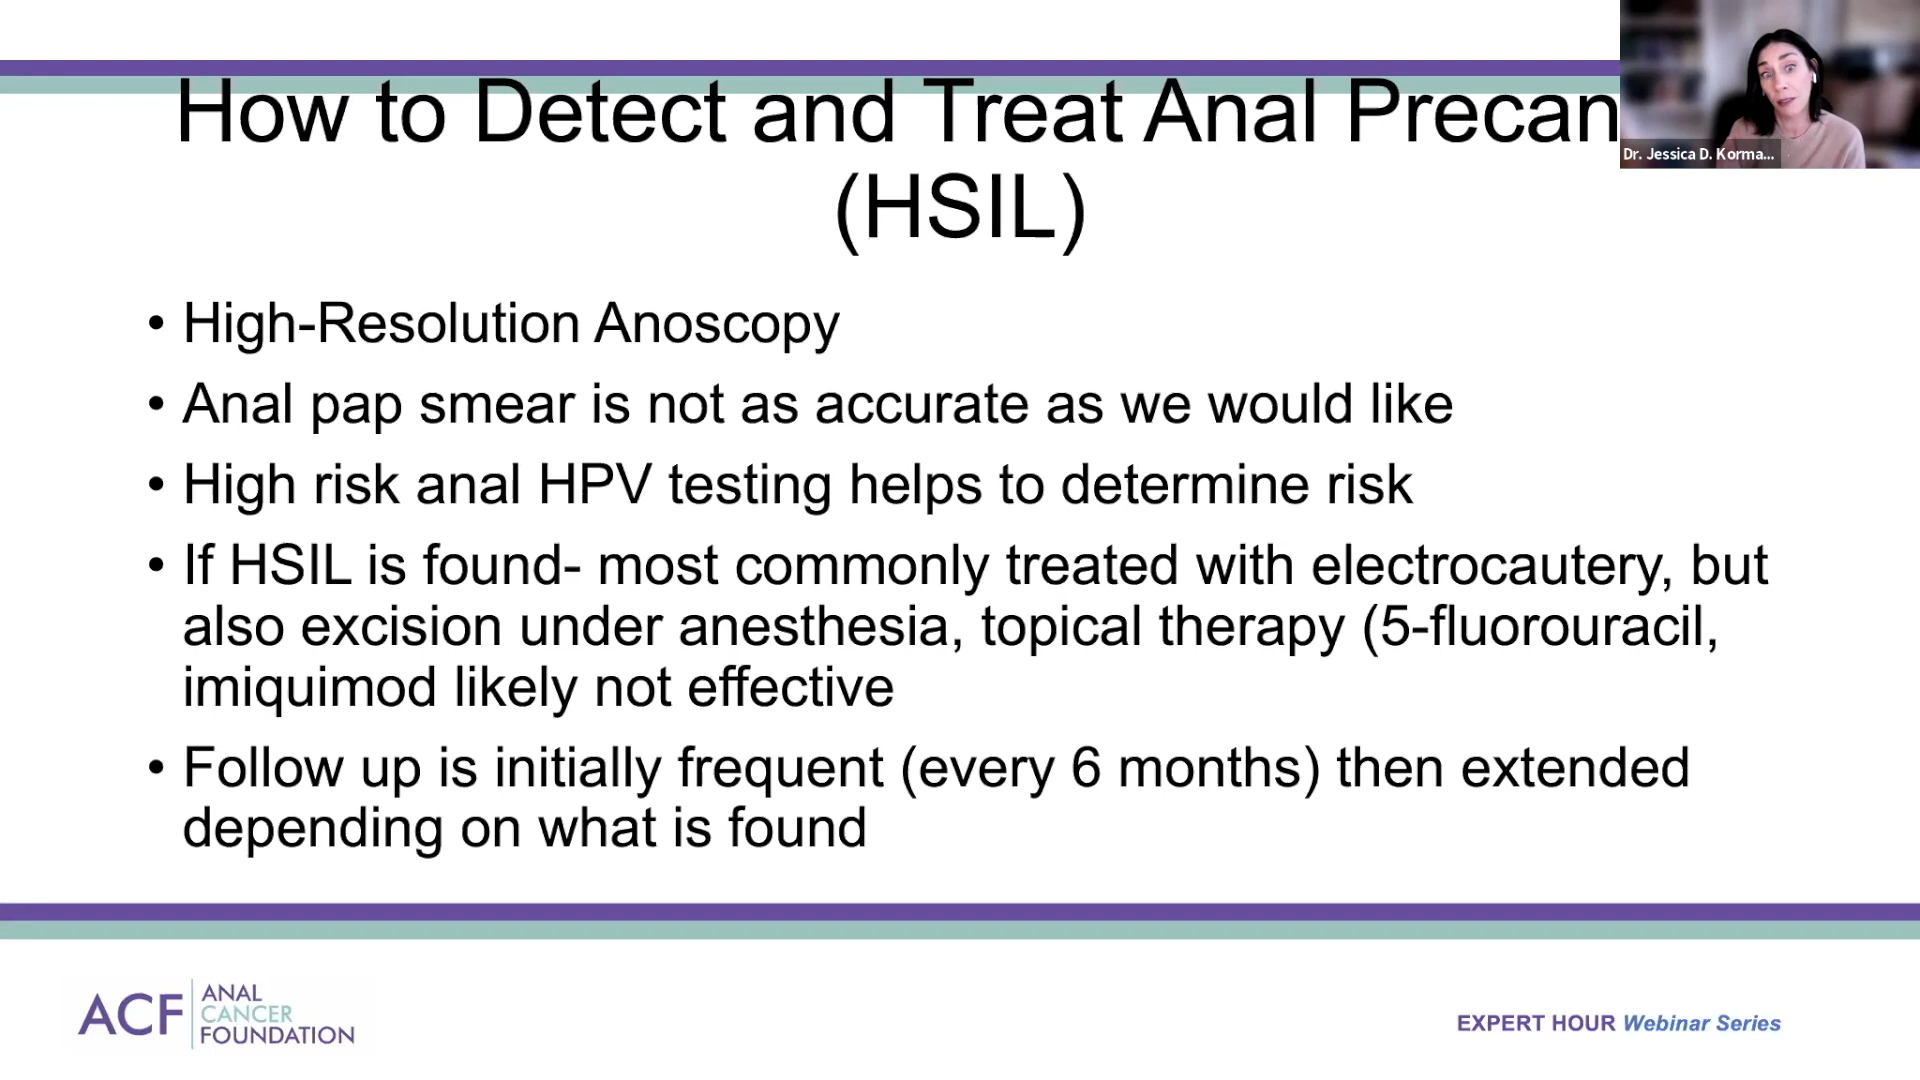 How to Detect and Treat Anal Precan
(HSIL)
Dr. Jessica D. Korma...
• High-Resolution Anoscopy
• Anal pap smear is not as accurate as we would like
• High risk anal HPV testing helps to determine risk
• If HSIL is found- most commonly treated with electrocautery, but
also excision under anesthesia, topical therapy (5-fluorouracil,
imiquimod likely not effective
• Follow up is initially frequent (every 6 months) then extended
depending on what is found
ACF
ANAL
CANCER
FOUNDATION
EXPERT HOUR Webinar Series